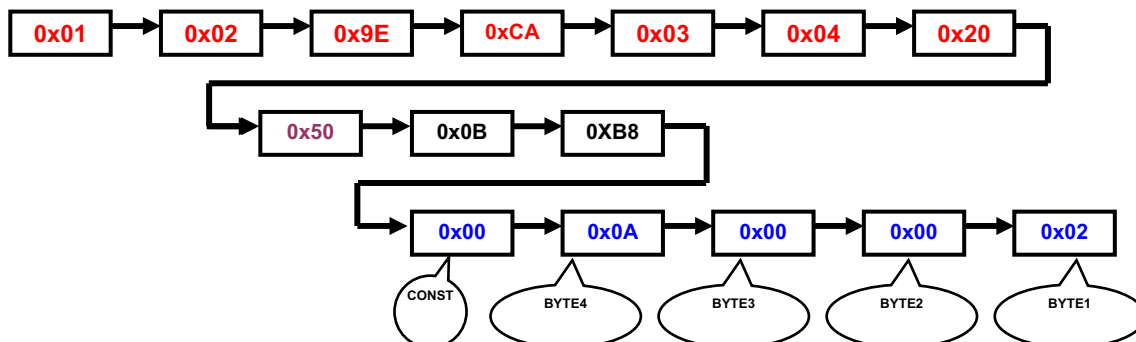 0x01 0x02 0x9E 0xCA 0x03 0x04 0x20
0x50 0x0B 0XB8
0x00 0x0A 0x00 0x00 0x02
CONST BYTE4 BYTE3 BYTE2 BYTE1